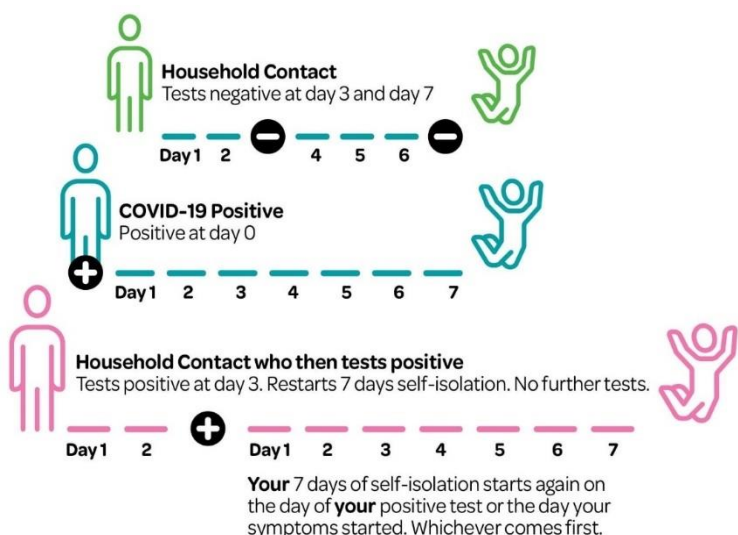 Household Contact
Tests negative at day 3 and day 7
Day 1 2 4 5 6
COVID-19 Positive
Positive at day 0
Day 1 2 3 4 5 6 7
Household Contact who then tests positive
Tests positive at day 3. Restarts 7 days self-isolation. No further tests.
Day 1 2 Day 1 2 3 4 5 6 7
Your 7 days of self-isolation starts again on
the day of your positive test or the day your
symptoms started. Whichever comes first.